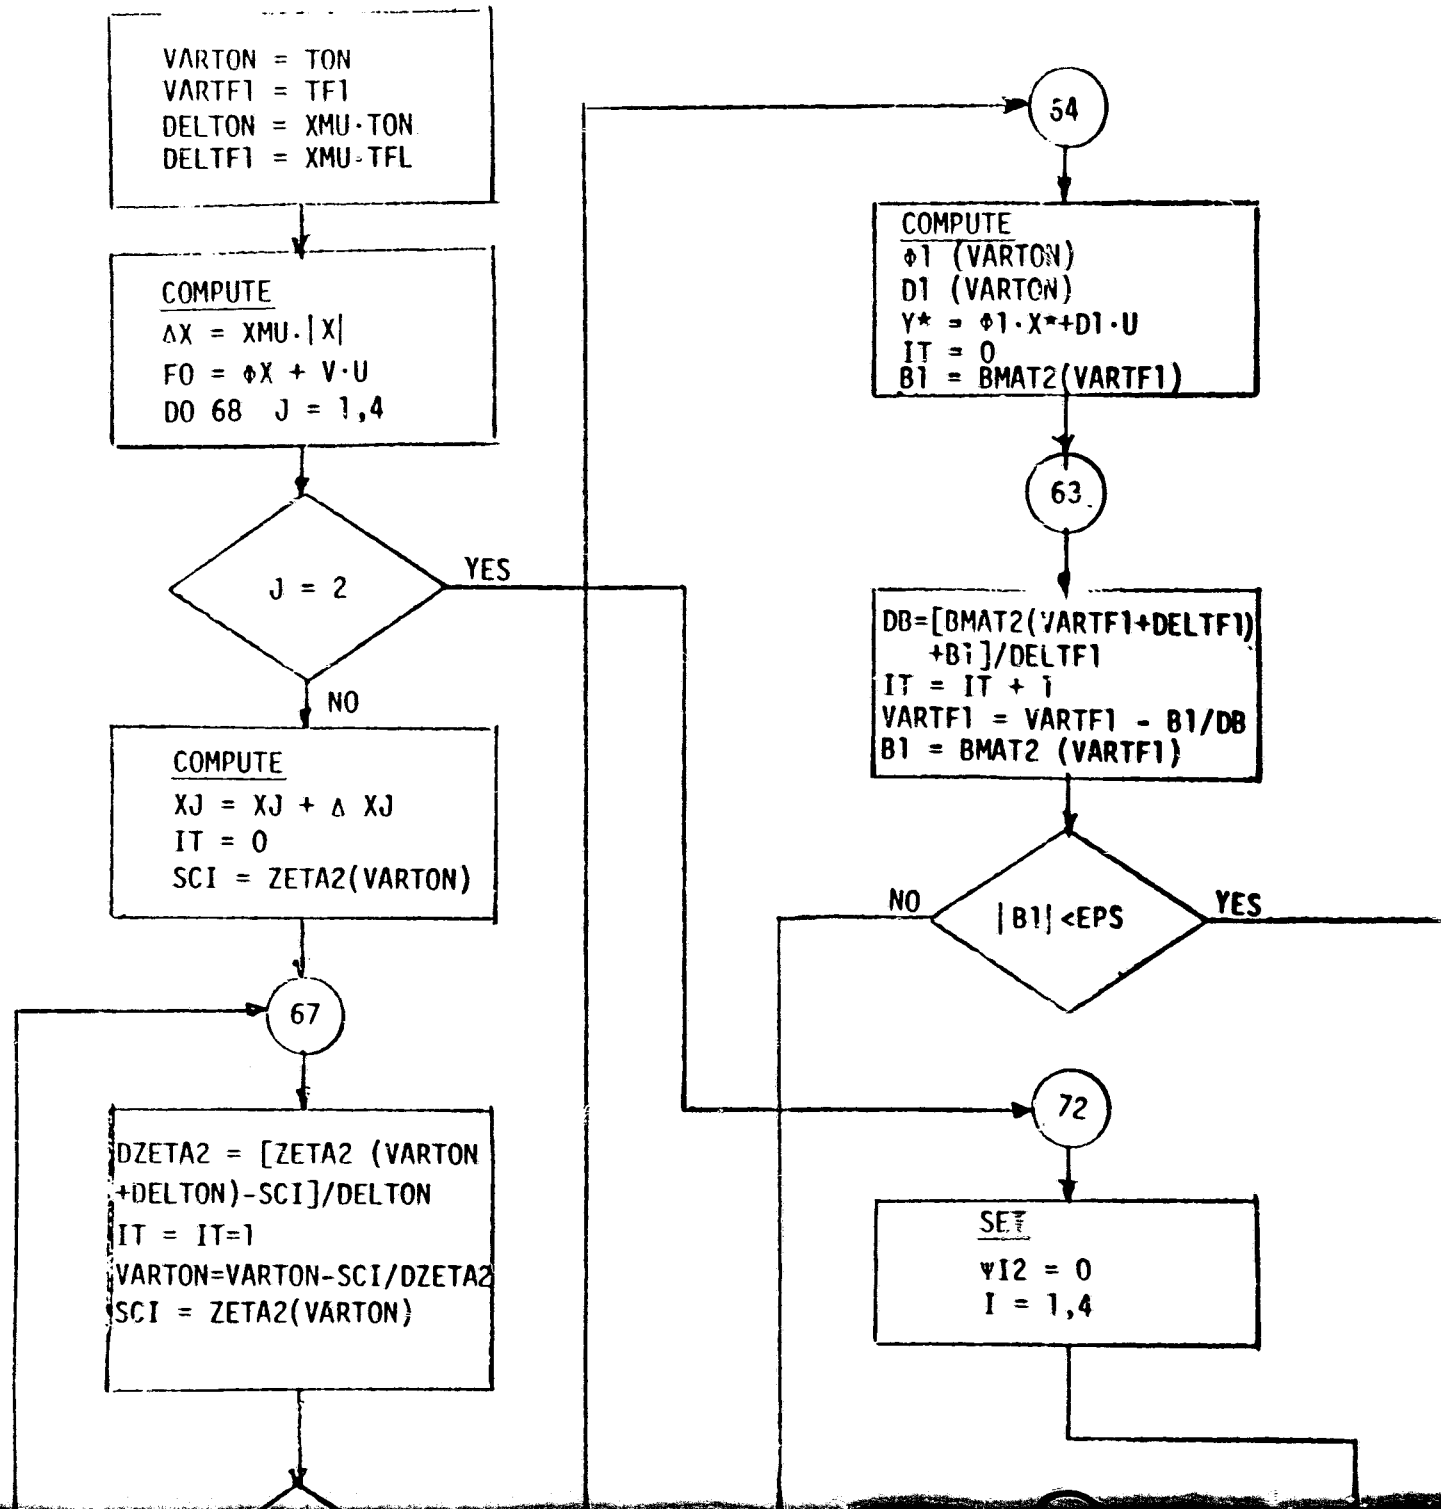 VARTON = TON
VARTF1 = TF1
DELTON = XMU·TON
DELTF1 = XMU·TFL
COMPUTE
ΔX = XMU·|X|
FO = ΦX + V·U
DO 68 J = 1,4
J = 2
YES
NO
COMPUTE
XJ = XJ + Δ XJ
IT = 0
SCI = ZETA2(VARTON)
67
DZETA2 = [ZETA2 (VARTON
+DELTON)-SCI]/DELTON
IT = IT=1
VARTON=VARTON-SCI/DZETA2
SCI = ZETA2(VARTON)
54
COMPUTE
Φ1 (VARTON)
D1 (VARTON)
Y* = Φ1·X*+D1·U
IT = 0
B1 = BMAT2(VARTF1)
63
DB=[BMAT2(VARTF1+DELTF1)
+B1]/DELTF1
IT = IT + 1
VARTF1 = VARTF1 - B1/DB
B1 = BMAT2 (VARTF1)
NO
|B1|<EPS
YES
72
SET
ΨI2 = 0
I = 1,4